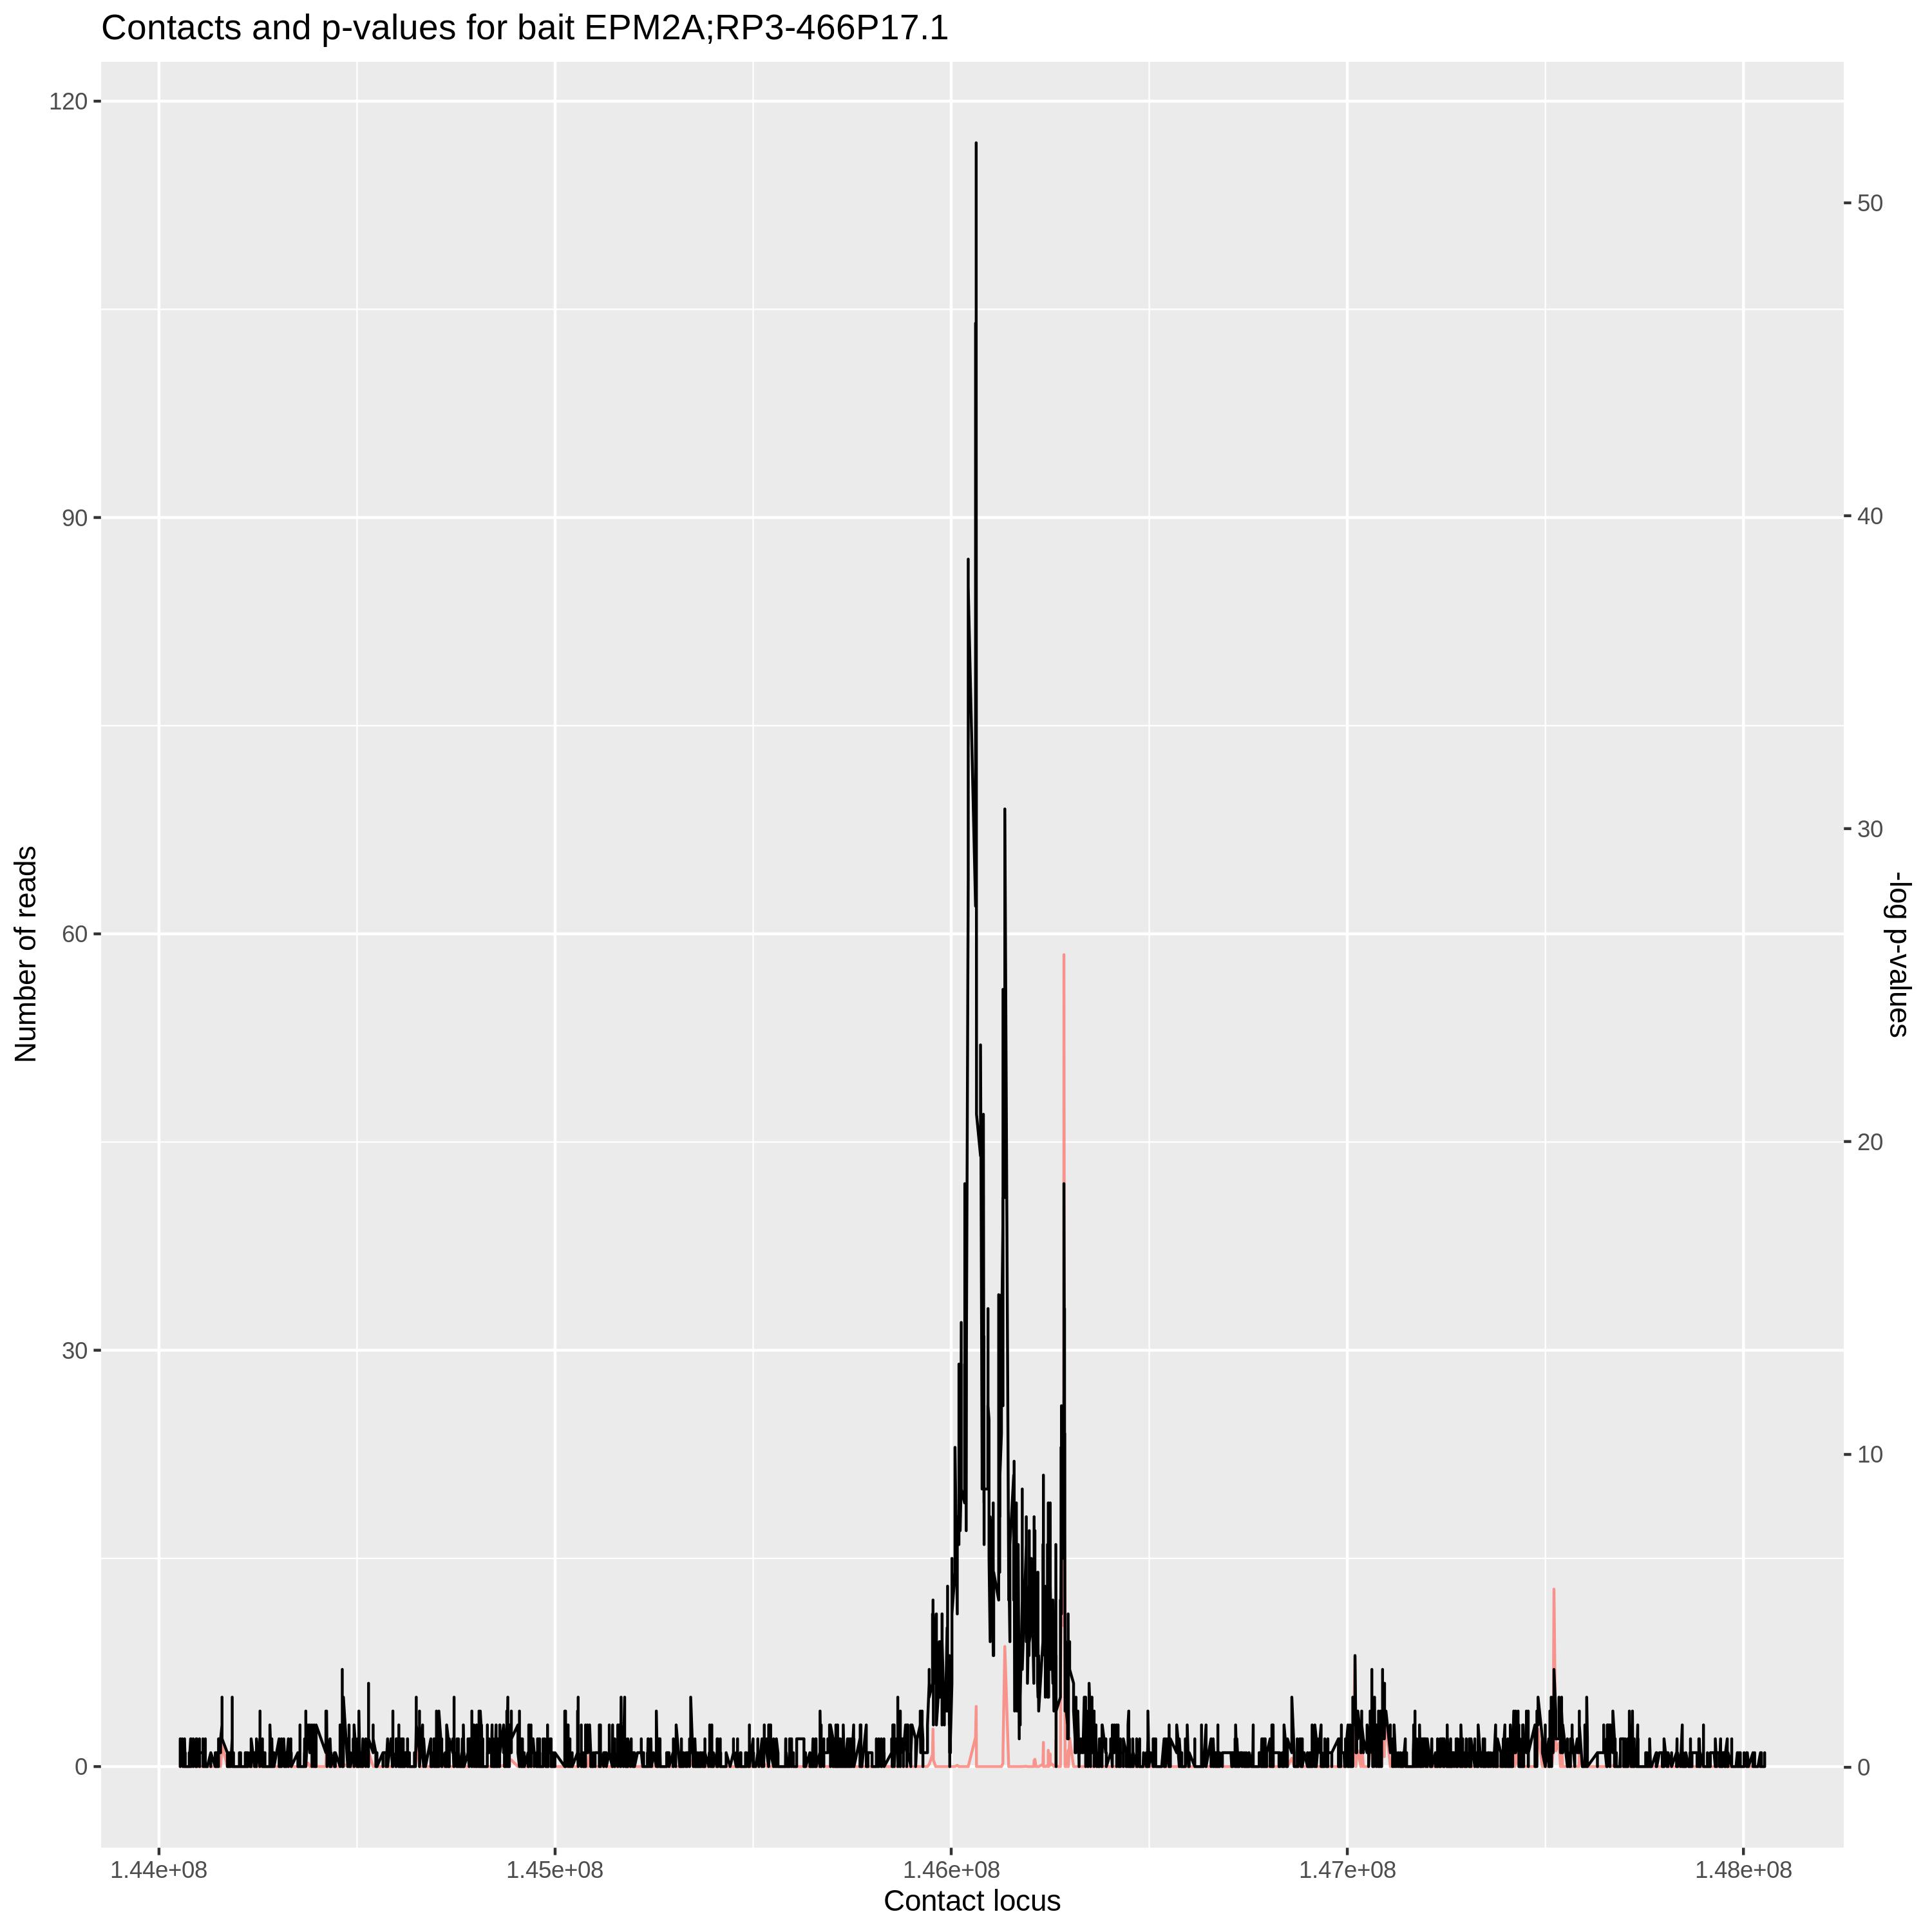 Contacts and p-values for bait EPM2A;RP3-466P17.1
120
90
60
30
0
Number of reads
50
40
30
20
10
0
-log p-values
1.44e+08
1.45e+08
1.46e+08
1.47e+08
1.48e+08
Contact locus